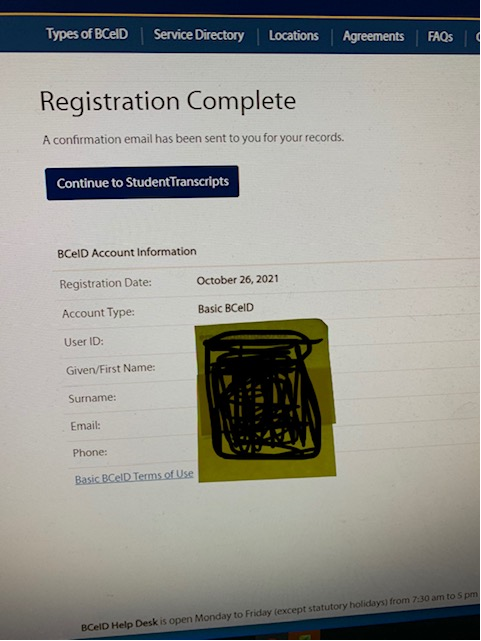 Types of BCeID Service Directory Locations Agreements FAQs
Registration Complete
A confirmation email has been sent to you for your records.
Continue to StudentTranscripts
BCeID Account Information
Registration Date: October 26, 2021
Account Type: Basic BCeID
User ID:
Given/First Name:
Surname:
Email:
Phone:
Basic BCeID Terms of Use
BCeID Help Desk is open Monday to Friday (except statutory holidays) from 7:30 am to 5 pm